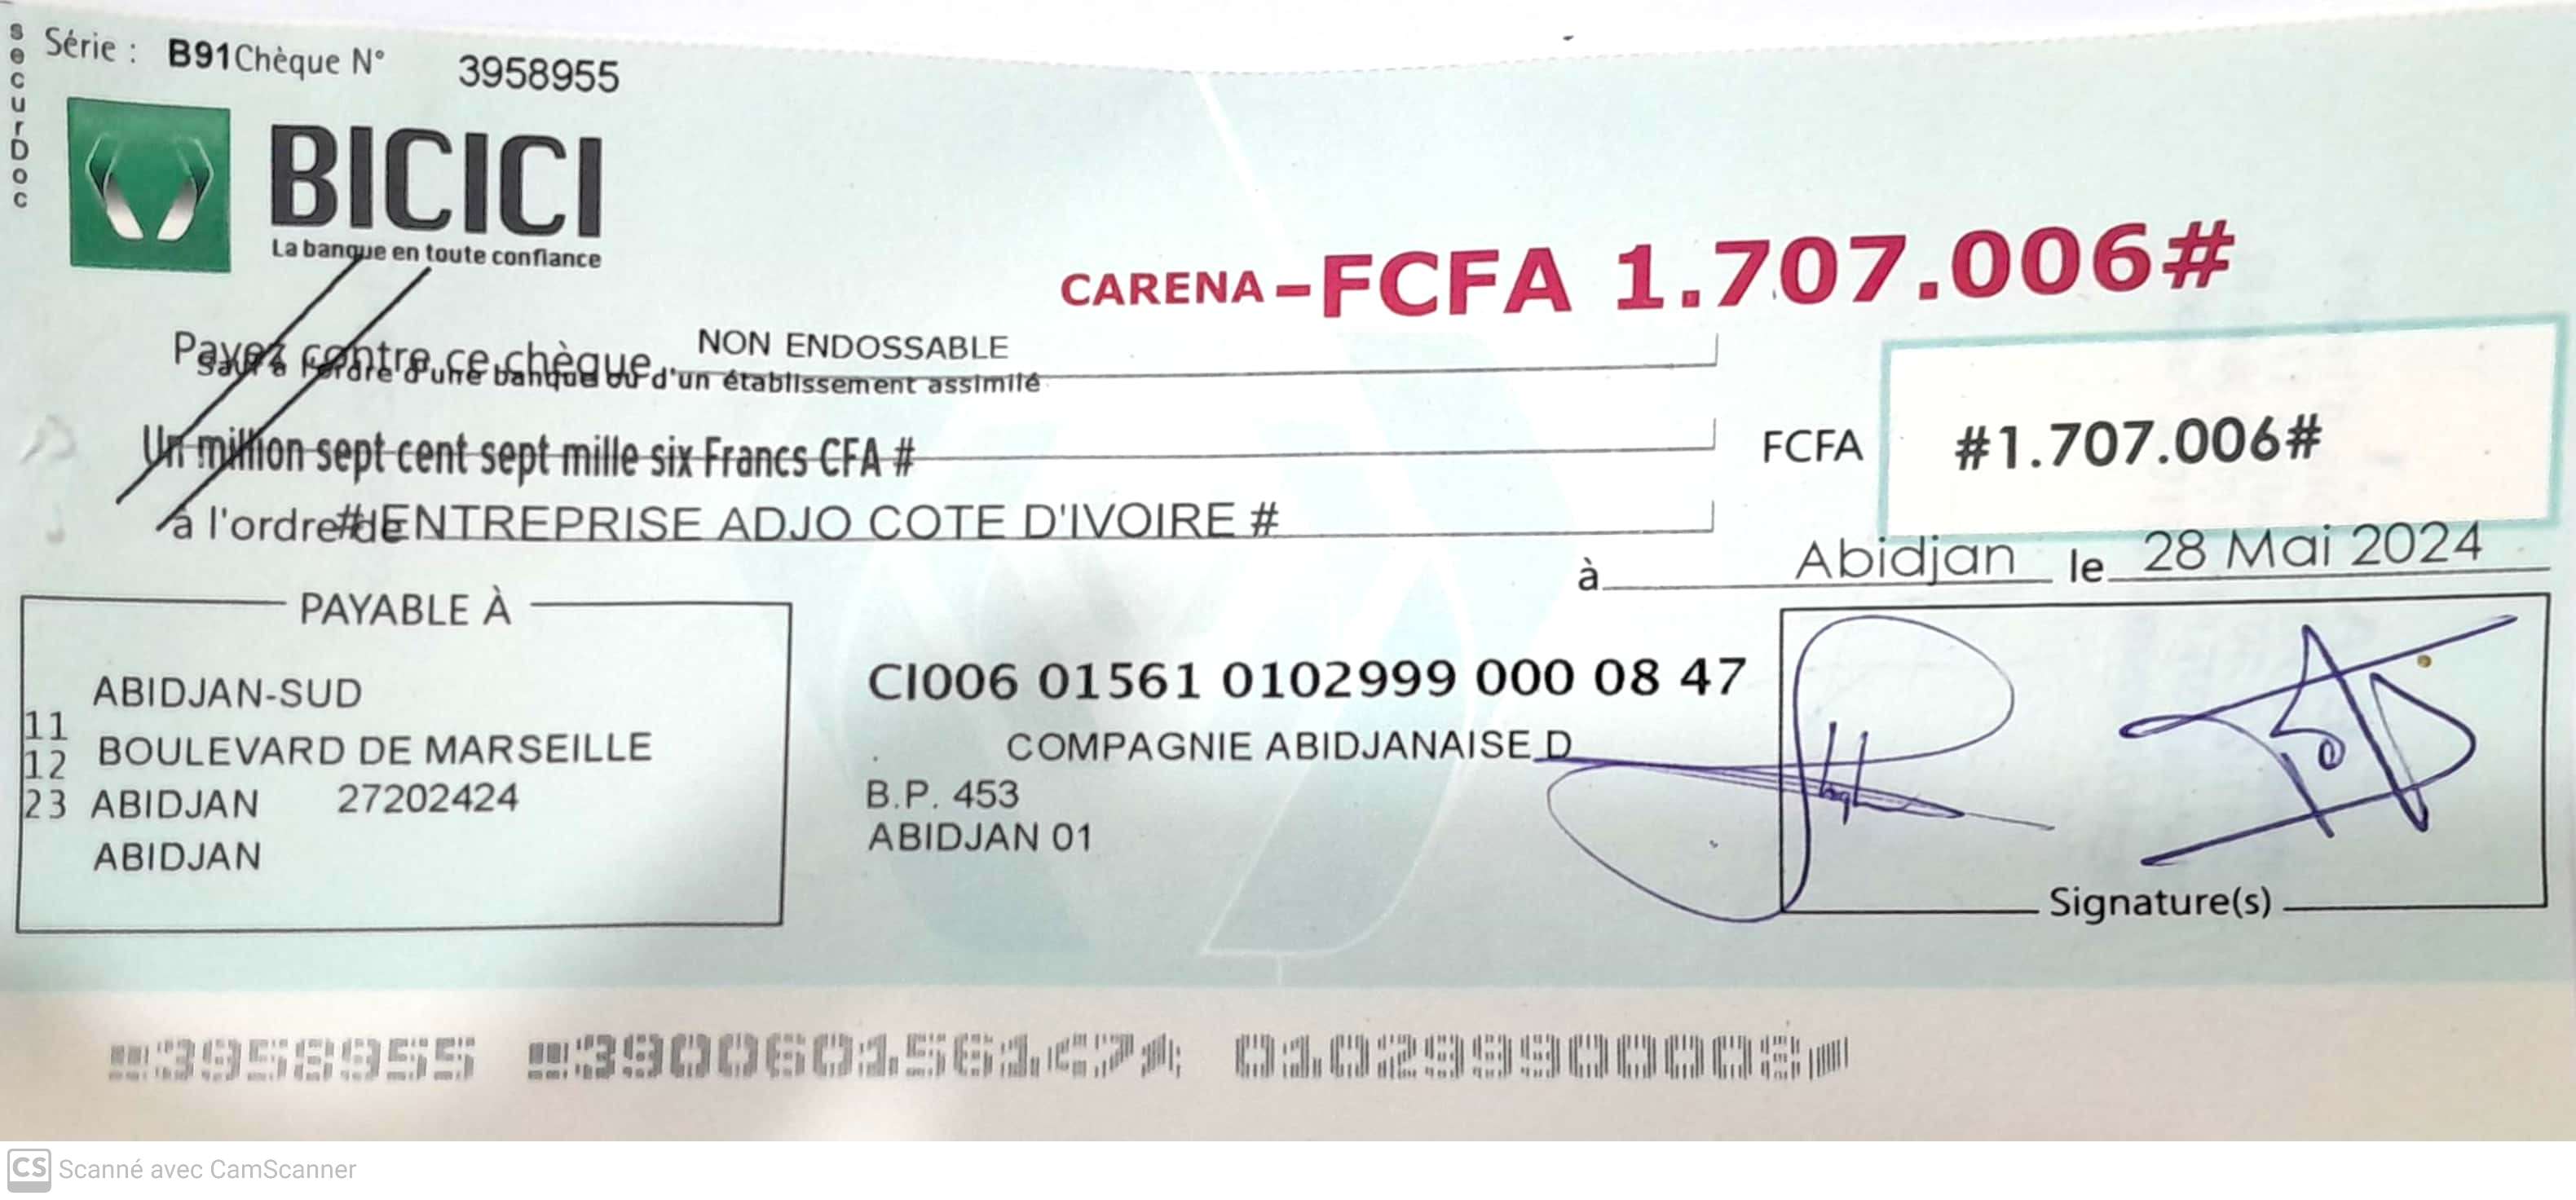 securDoc
Série : B91 Chèque N° 3958955
BICICI
La banque en toute confiance
CARENA-FCFA 1.707.006#
Payez contre ce chèque NON ENDOSSABLE
sauf à l'ordre d'une banque ou d'un établissement assimilé
Un million sept cent sept mille six Francs CFA #
FCFA #1.707.006#
à l'ordre de # ENTREPRISE ADJO COTE D'IVOIRE #
à Abidjan le 28 Mai 2024
PAYABLE À
ABIDJAN-SUD
11
12 BOULEVARD DE MARSEILLE
23 ABIDJAN 27202424
ABIDJAN
CI006 01561 0102999 000 08 47
COMPAGNIE ABIDJANAISE D
B.P. 453
ABIDJAN 01
Signature(s)
3958955 390060156147 010299900008
CS Scanné avec CamScanner